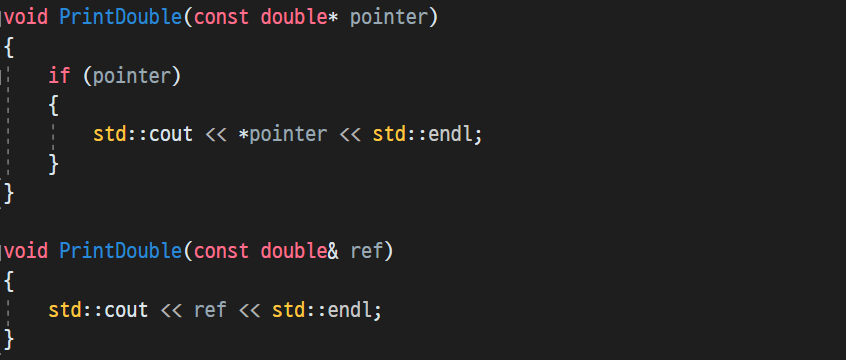 void PrintDouble(const double* pointer)
{
    if (pointer)
    {
        std::cout << *pointer << std::endl;
    }
}

void PrintDouble(const double& ref)
{
    std::cout << ref << std::endl;
}